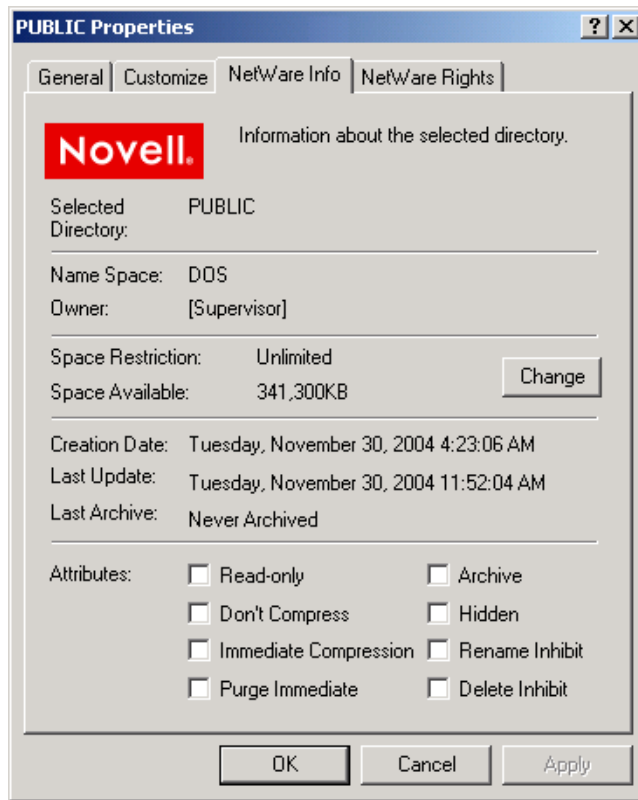 PUBLIC Properties
General Customize NetWare Info NetWare Rights
Novell.
Information about the selected directory.
Selected Directory: PUBLIC
Name Space: DOS
Owner: [Supervisor]
Space Restriction: Unlimited
Space Available: 341,300KB
Change
Creation Date: Tuesday, November 30, 2004 4:23:06 AM
Last Update: Tuesday, November 30, 2004 11:52:04 AM
Last Archive: Never Archived
Attributes: Read-only Archive
Don't Compress Hidden
Immediate Compression Rename Inhibit
Purge Immediate Delete Inhibit
OK Cancel Apply